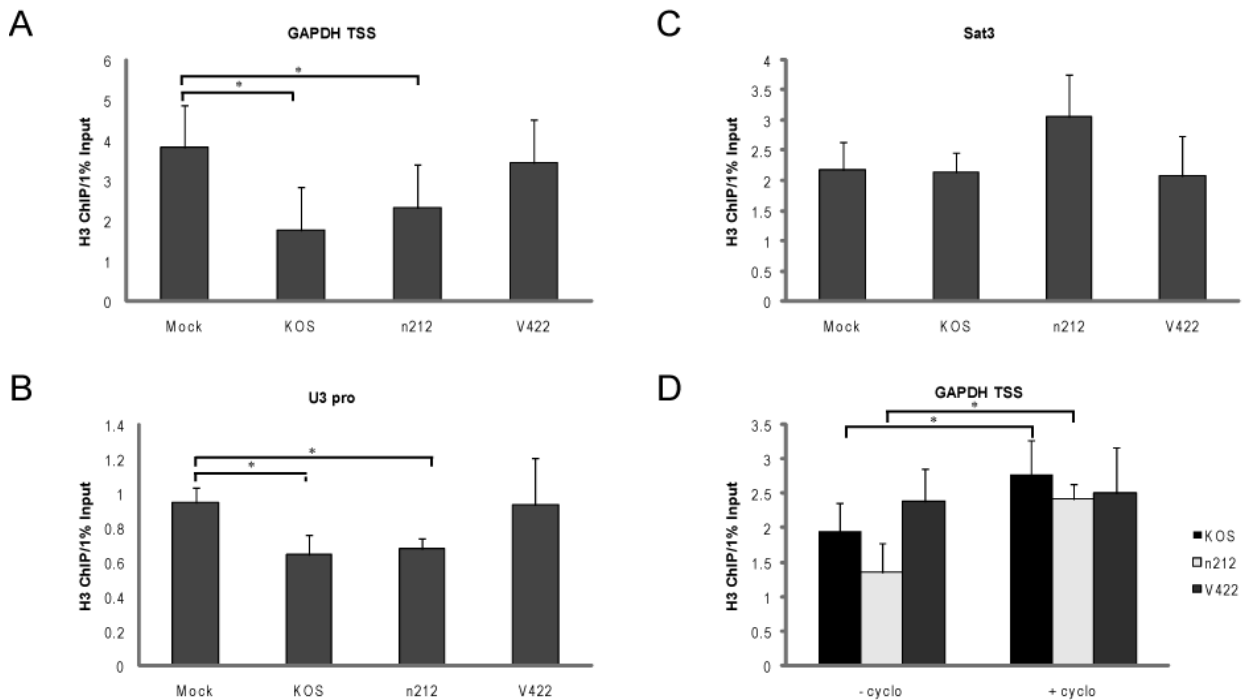 A
GAPDH TSS
H3 ChIP/1% Input
6
5
4
3
2
1
0
*
*
Mock KOS n212 V422
B
U3 pro
H3 ChIP/1% Input
1.4
1.2
1
0.8
0.6
0.4
0.2
0
*
*
Mock KOS n212 V422
C
Sat3
H3 ChIP/1% Input
4
3.5
3
2.5
2
1.5
1
0.5
0
Mock KOS n212 V422
D
GAPDH TSS
H3 ChIP/1% Input
3.5
3
2.5
2
1.5
1
0.5
0
*
*
- cyclo + cyclo
KOS
n212
V422